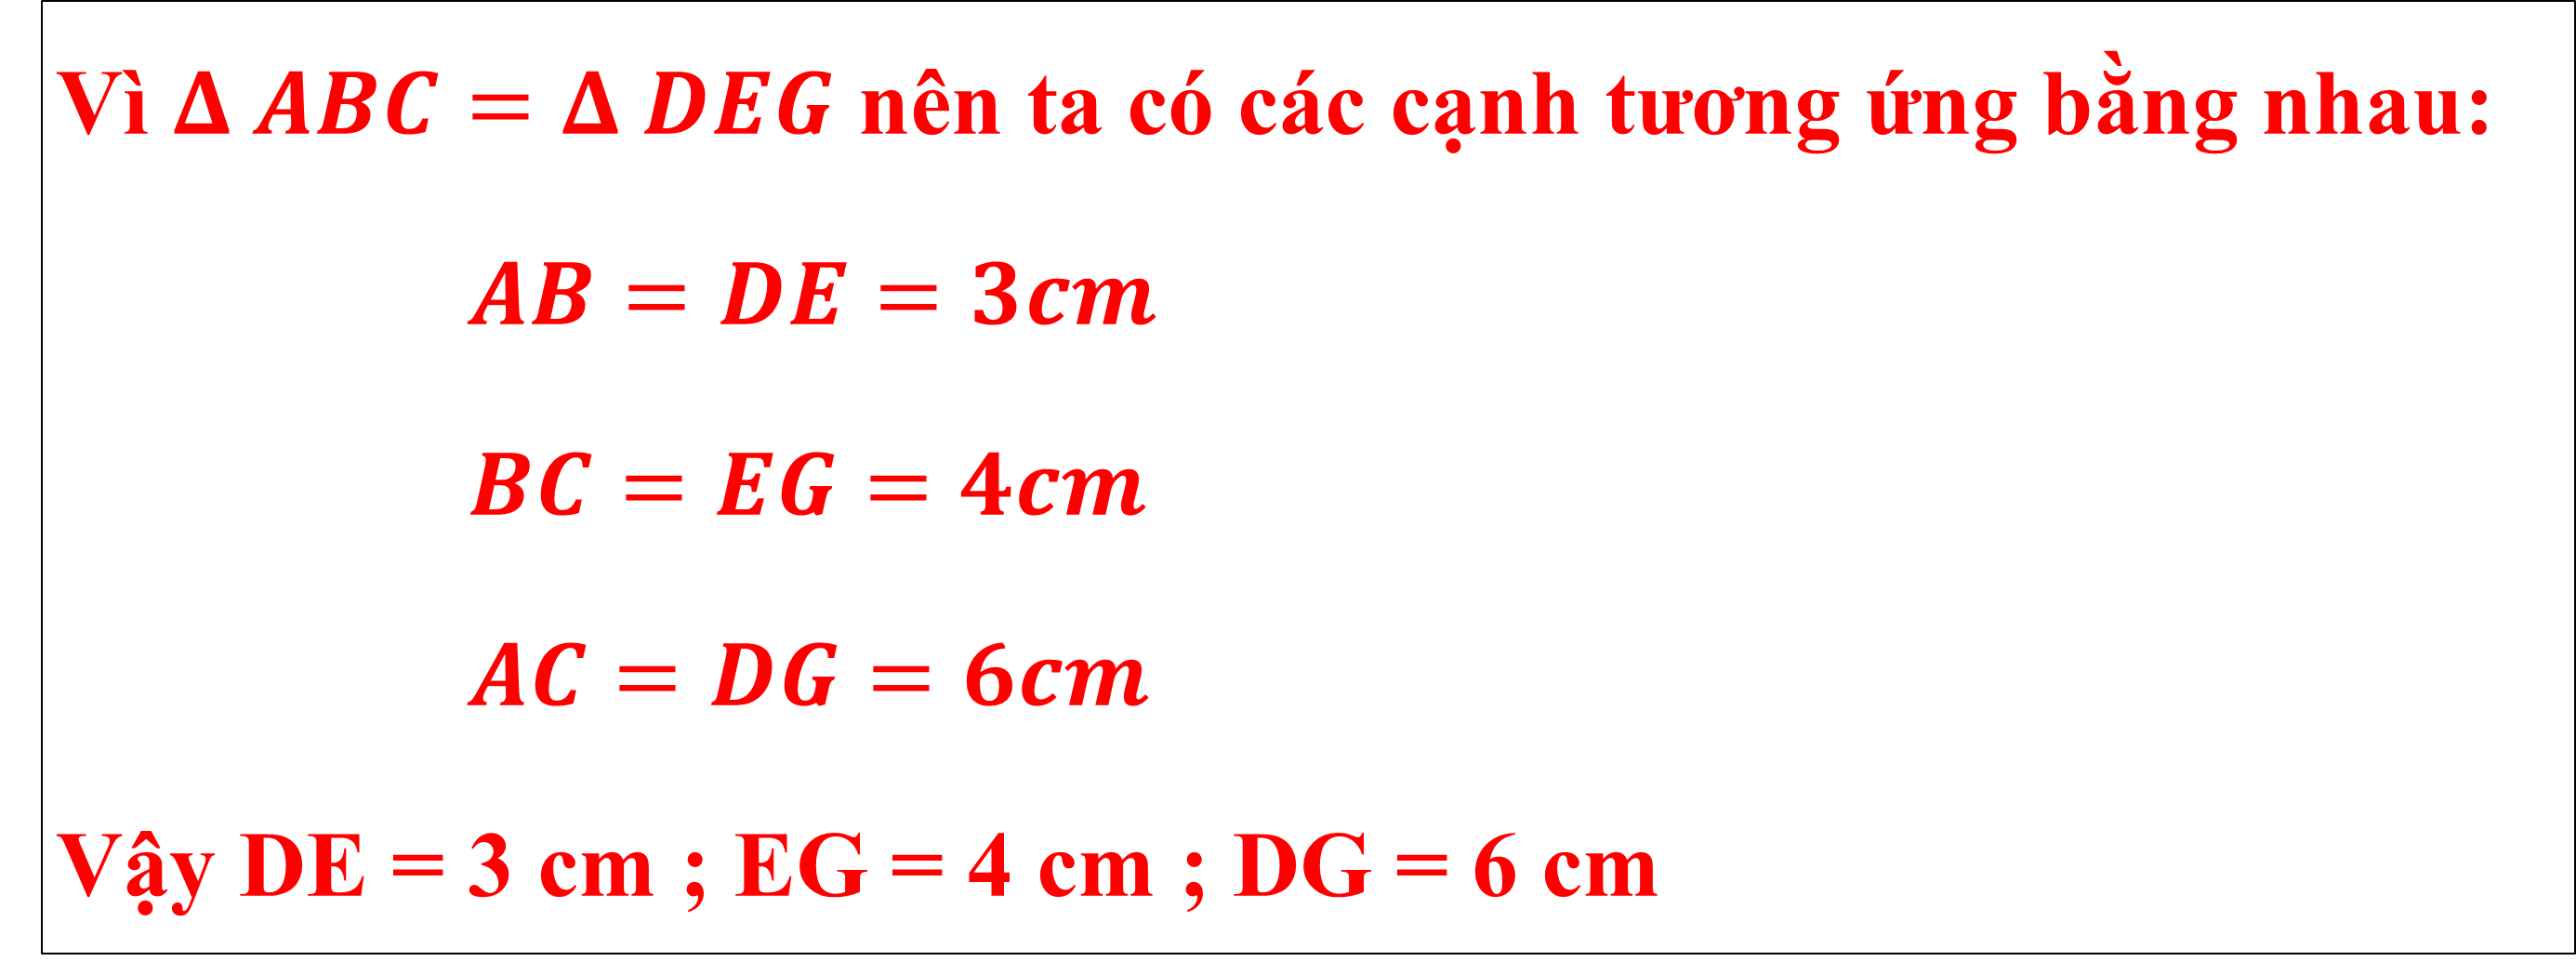 Vì Δ ABC = Δ DEG nên ta có các cạnh tương ứng bằng nhau:
AB = DE = 3cm
BC = EG = 4cm
AC = DG = 6cm
Vậy DE = 3 cm ; EG = 4 cm ; DG = 6 cm